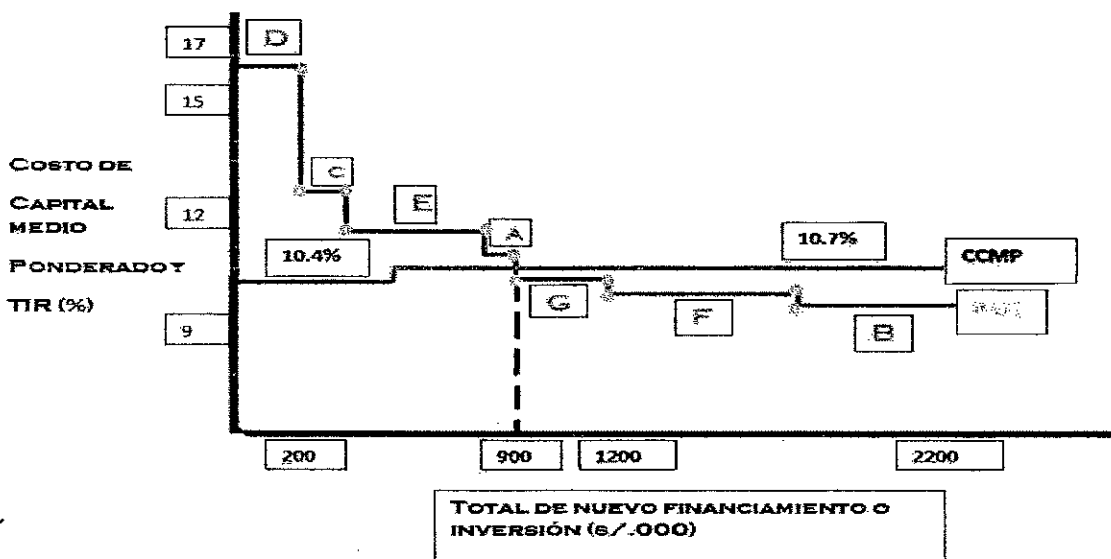 17
D
15
COSTO DE
C
CAPITAL
E
12
MEDIO
A
10.4%
10.7%
CCMP
PONDERADO Y
TIR (%)
G
F
B
9
200
900
1200
2200
TOTAL DE NUEVO FINANCIAMIENTO O
INVERSIÓN (S/.000)